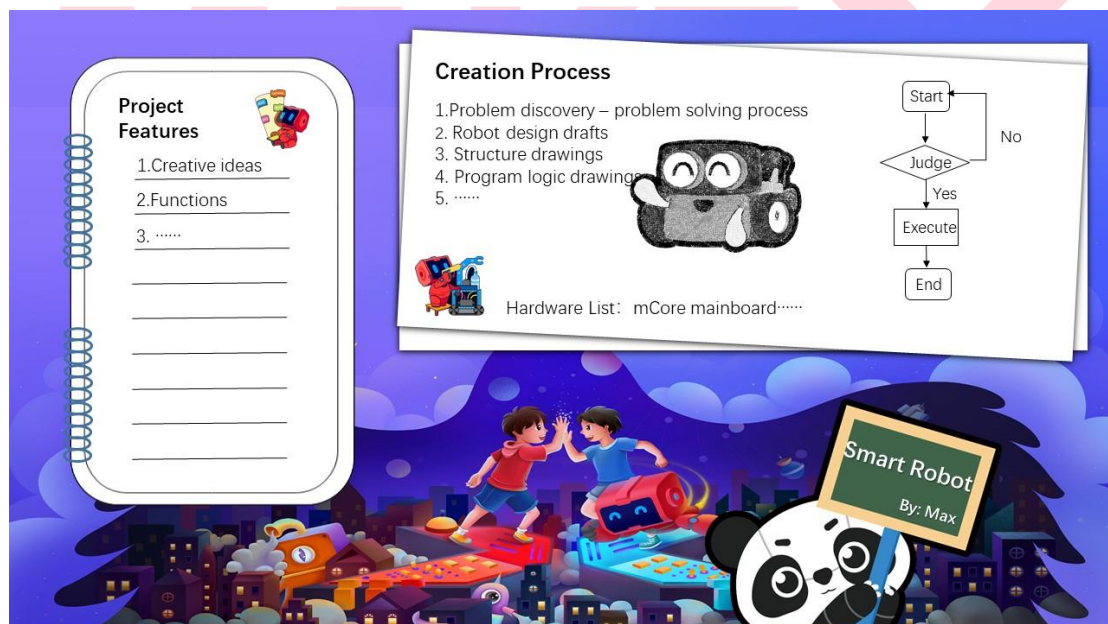 Project
Features
1.Creative ideas
2.Functions
3. ······
Creation Process
1.Problem discovery – problem solving process
2. Robot design drafts
3. Structure drawings
4. Program logic drawings
5. ······
Hardware List： mCore mainboard······
Start
No
Judge
Yes
Execute
End
Smart Robot
By: Max